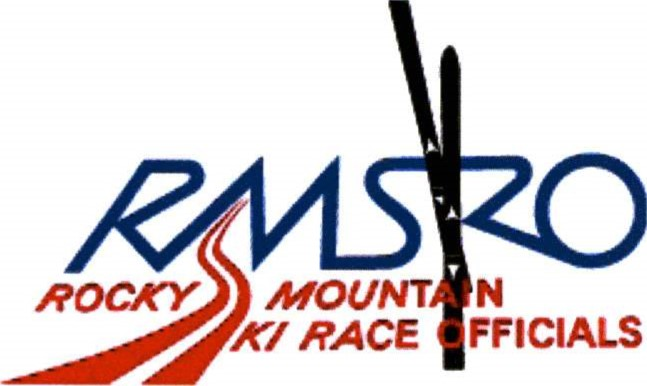 RMSRO
ROCKY MOUNTAIN
SKI RACE OFFICIALS